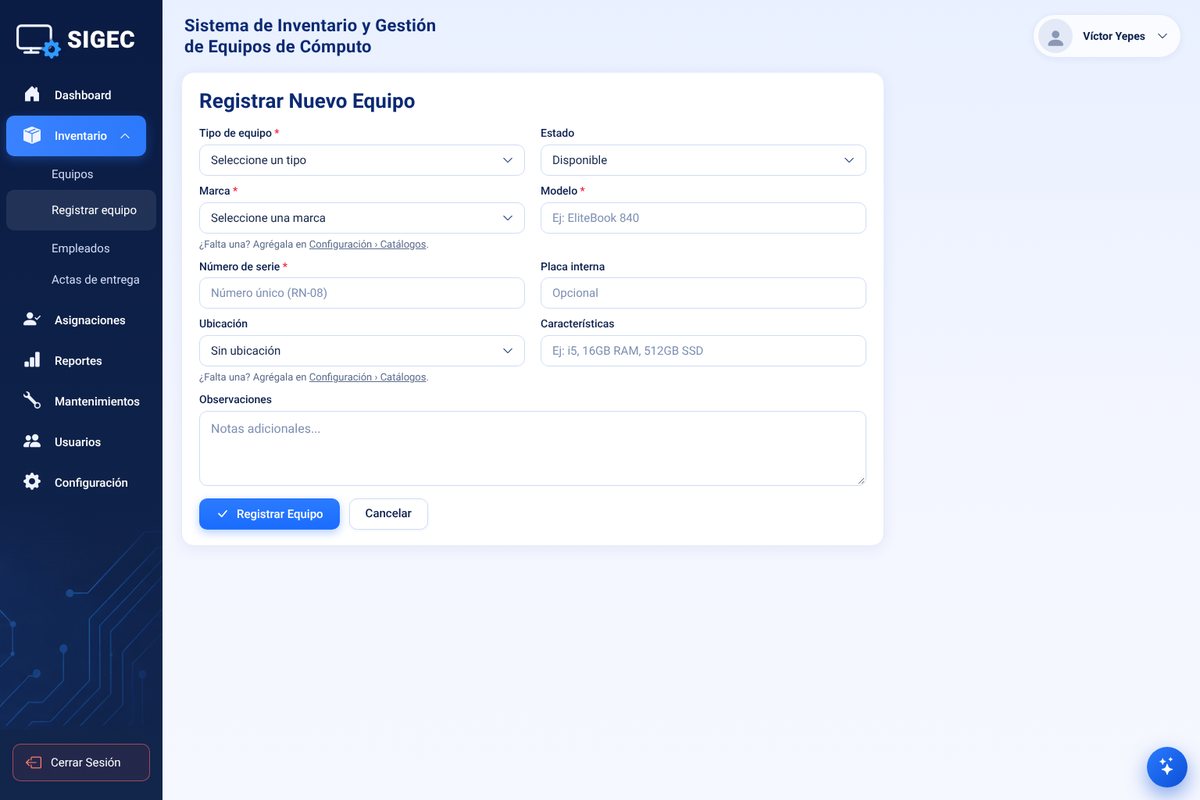 SIGEC
Sistema de Inventario y Gestión
de Equipos de Cómputo
Víctor Yepes
Dashboard
Inventario
Equipos
Registrar equipo
Empleados
Actas de entrega
Asignaciones
Reportes
Mantenimientos
Usuarios
Configuración
Cerrar Sesión
Registrar Nuevo Equipo
Tipo de equipo *
Seleccione un tipo
Estado
Disponible
Marca *
Seleccione una marca
¿Falta una? Agrégala en Configuración › Catálogos.
Modelo *
Ej: EliteBook 840
Número de serie *
Número único (RN-08)
Placa interna
Opcional
Ubicación
Sin ubicación
¿Falta una? Agrégala en Configuración › Catálogos.
Características
Ej: i5, 16GB RAM, 512GB SSD
Observaciones
Notas adicionales...
Registrar Equipo
Cancelar